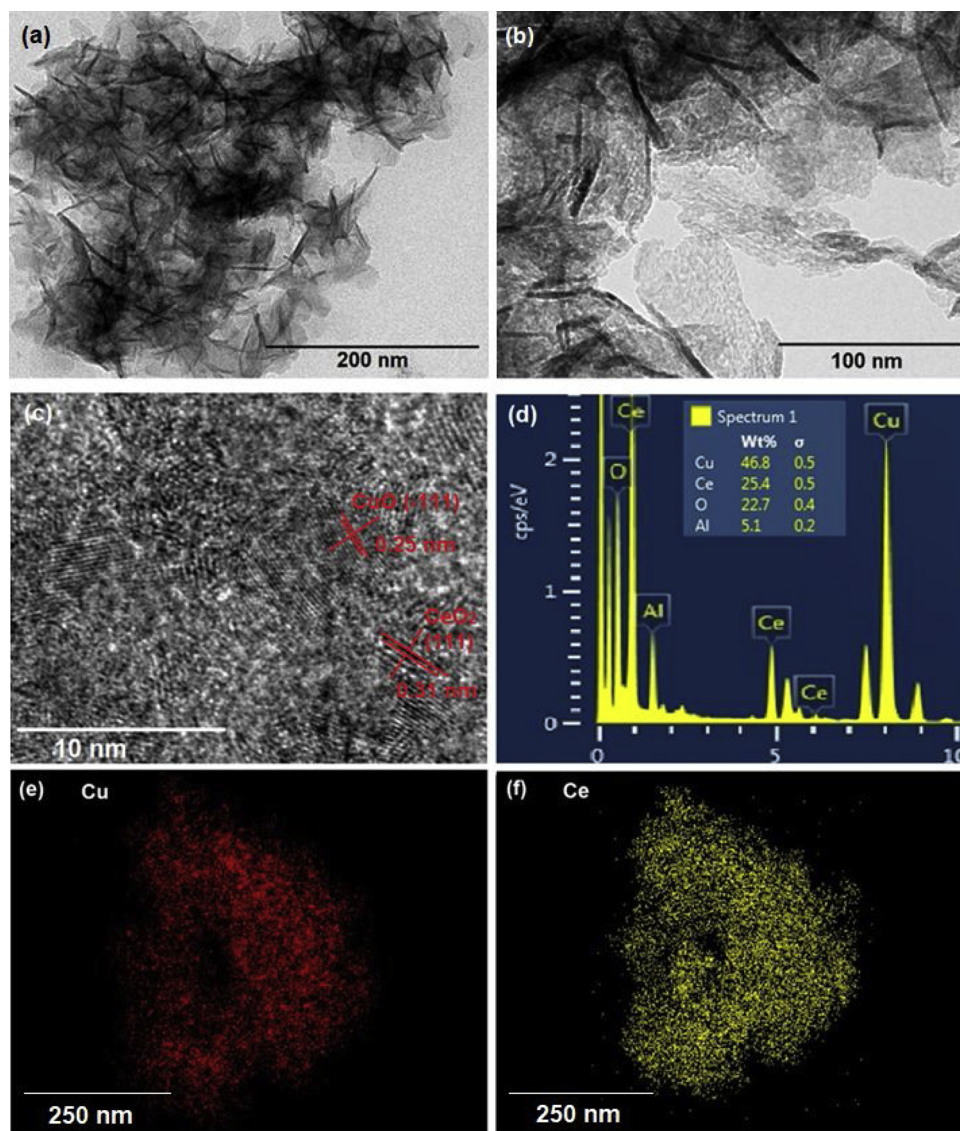 (a)
200 nm
(b)
100 nm
(c)
CuO (-111)
0.25 nm
CeO2
(111)
0.31 nm
10 nm
(d)
Ce
Spectrum 1
Wt% σ
Cu 46.8 0.5
Ce 25.4 0.5
O 22.7 0.4
Al 5.1 0.2
Cu
O
Al
Ce
Ce
cps/eV
2
1
0
0 5 10
(e) Cu
250 nm
(f) Ce
250 nm